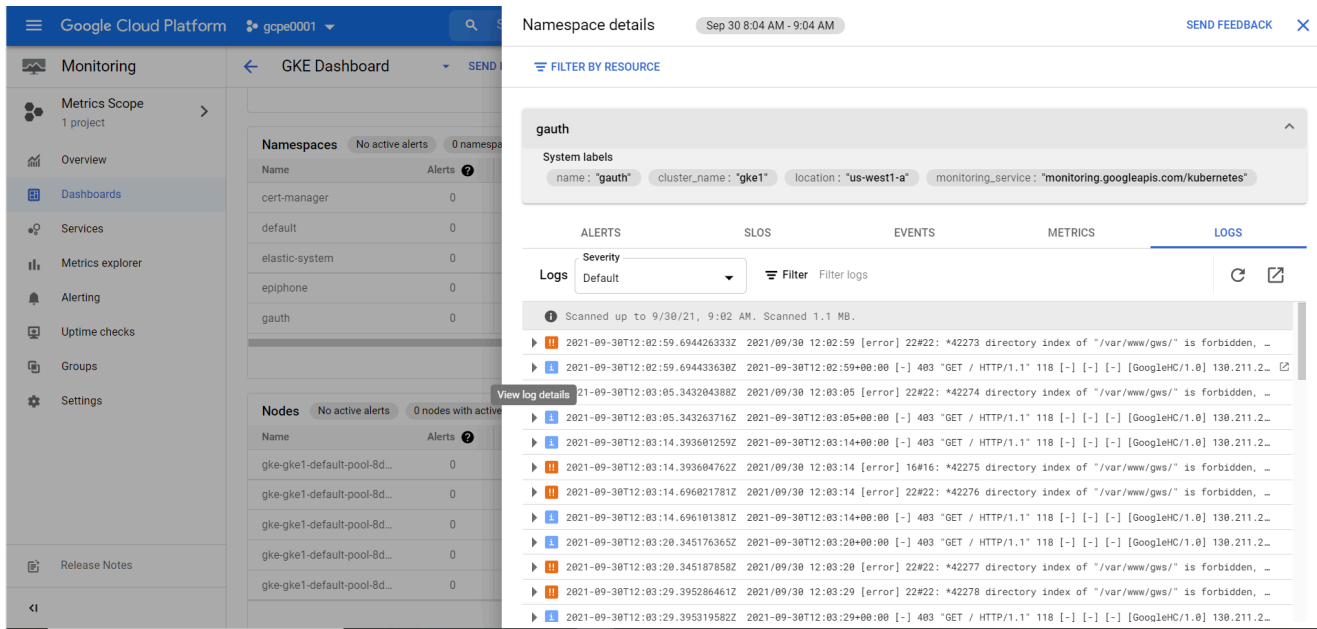 Google Cloud Platform
gcpe0001
S
Monitoring
GKE Dashboard
SEND
Metrics Scope
1 project
Overview
Dashboards
Services
Metrics explorer
Alerting
Uptime checks
Groups
Settings
Release Notes
Namespaces No active alerts 0 namespa
Name Alerts
cert-manager 0
default 0
elastic-system 0
epiphone 0
gauth 0
View log details
Nodes No active alerts 0 nodes with active
Name Alerts
gke-gke1-default-pool-8d... 0
gke-gke1-default-pool-8d... 0
gke-gke1-default-pool-8d... 0
gke-gke1-default-pool-8d... 0
gke-gke1-default-pool-8d... 0
Namespace details Sep 30 8:04 AM - 9:04 AM SEND FEEDBACK
FILTER BY RESOURCE
gauth
System labels
name : "gauth" cluster_name : "gke1" location : "us-west1-a" monitoring_service : "monitoring.googleapis.com/kubernetes"
ALERTS SLOS EVENTS METRICS LOGS
Severity
Logs Default Filter Filter logs
Scanned up to 9/30/21, 9:02 AM. Scanned 1.1 MB.
!! 2021-09-30T12:02:59.694426333Z 2021/09/30 12:02:59 [error] 22#22: *42273 directory index of "/var/www/gws/" is forbidden, …
i 2021-09-30T12:02:59.694433630Z 2021-09-30T12:02:59+00:00 [-] 403 "GET / HTTP/1.1" 118 [-] [-] [-] [GoogleHC/1.0] 130.211.2…
21-09-30T12:03:05.343204388Z 2021/09/30 12:03:05 [error] 22#22: *42274 directory index of "/var/www/gws/" is forbidden, …
i 2021-09-30T12:03:05.343263716Z 2021-09-30T12:03:05+00:00 [-] 403 "GET / HTTP/1.1" 118 [-] [-] [-] [GoogleHC/1.0] 130.211.2…
i 2021-09-30T12:03:14.393601259Z 2021-09-30T12:03:14+00:00 [-] 403 "GET / HTTP/1.1" 118 [-] [-] [-] [GoogleHC/1.0] 130.211.2…
!! 2021-09-30T12:03:14.393604762Z 2021/09/30 12:03:14 [error] 16#16: *42275 directory index of "/var/www/gws/" is forbidden, …
!! 2021-09-30T12:03:14.696021781Z 2021/09/30 12:03:14 [error] 22#22: *42276 directory index of "/var/www/gws/" is forbidden, …
i 2021-09-30T12:03:14.696101381Z 2021-09-30T12:03:14+00:00 [-] 403 "GET / HTTP/1.1" 118 [-] [-] [-] [GoogleHC/1.0] 130.211.2…
i 2021-09-30T12:03:20.345176365Z 2021-09-30T12:03:20+00:00 [-] 403 "GET / HTTP/1.1" 118 [-] [-] [-] [GoogleHC/1.0] 130.211.2…
!! 2021-09-30T12:03:20.345187858Z 2021/09/30 12:03:20 [error] 22#22: *42277 directory index of "/var/www/gws/" is forbidden, …
!! 2021-09-30T12:03:29.395286461Z 2021/09/30 12:03:29 [error] 22#22: *42278 directory index of "/var/www/gws/" is forbidden, …
i 2021-09-30T12:03:29.395319582Z 2021-09-30T12:03:29+00:00 [-] 403 "GET / HTTP/1.1" 118 [-] [-] [-] [GoogleHC/1.0] 130.211.2…